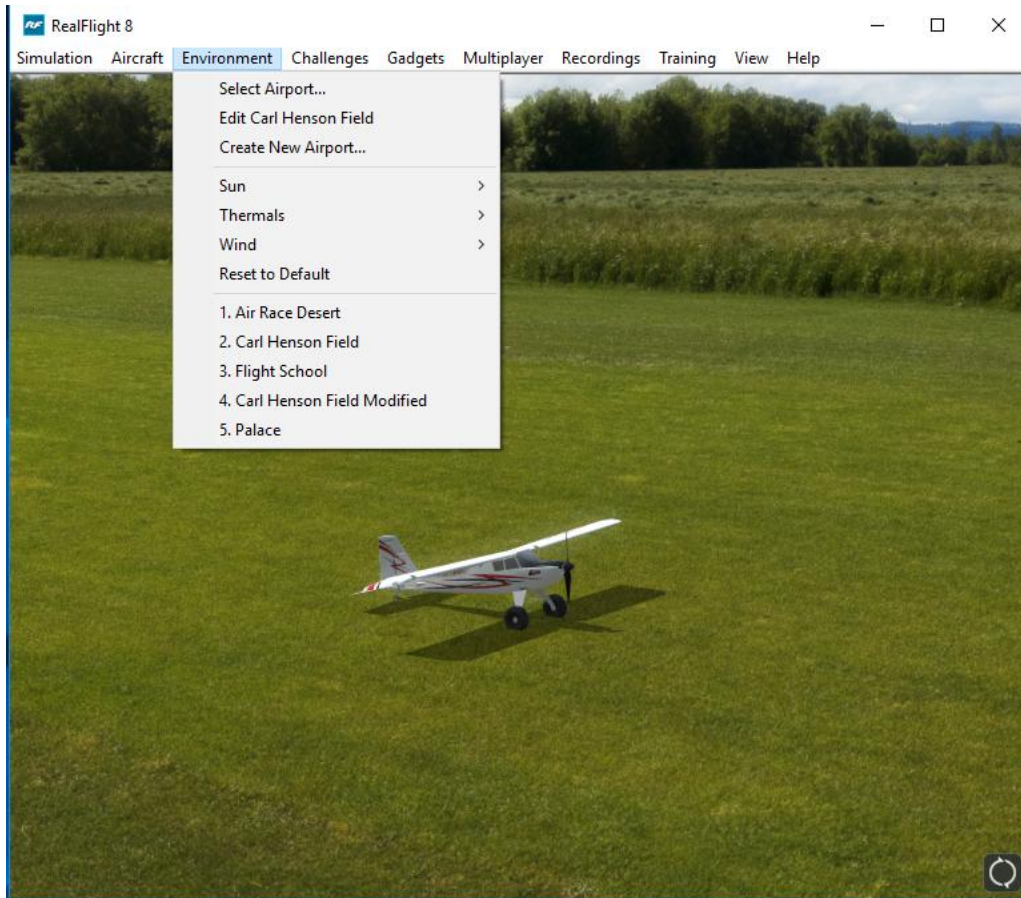 RF RealFlight 8
Simulation Aircraft Environment Challenges Gadgets Multiplayer Recordings Training View Help
Select Airport...
Edit Carl Henson Field
Create New Airport...
Sun
Thermals
Wind
Reset to Default
1. Air Race Desert
2. Carl Henson Field
3. Flight School
4. Carl Henson Field Modified
5. Palace